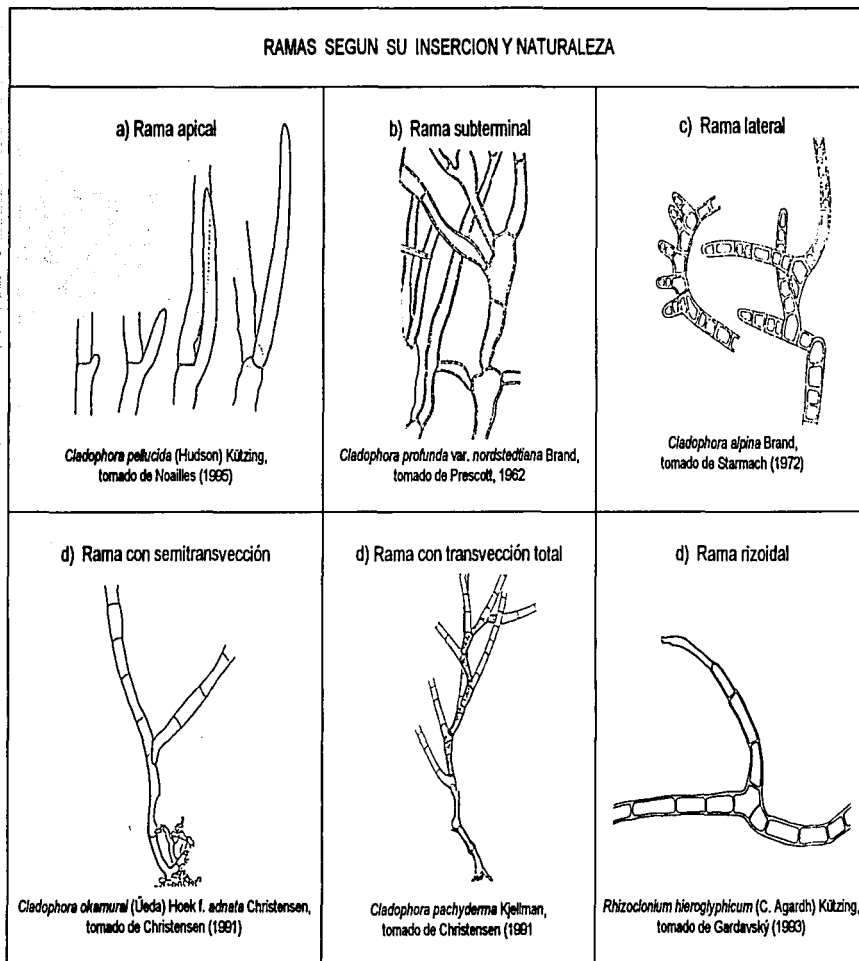 RAMAS SEGUN SU INSERCION Y NATURALEZA
a) Rama apical
Cladophora pellucida (Hudson) Kützing,
tomado de Noailles (1995)
b) Rama subterminal
Cladophora profunda var. nordstedtiana Brand,
tomado de Prescott, 1962
c) Rama lateral
Cladophora alpina Brand,
tomado de Starmach (1972)
d) Rama con semitransvección
Cladophora okamurai (Üeda) Hoek f. adnata Christensen,
tomado de Christensen (1991)
d) Rama con transvección total
Cladophora pachyderma Kjellman,
tomado de Christensen (1991
d) Rama rizoidal
Rhizoclonium hieroglyphicum (C. Agardh) Kützing,
tomado de Gardavský (1993)